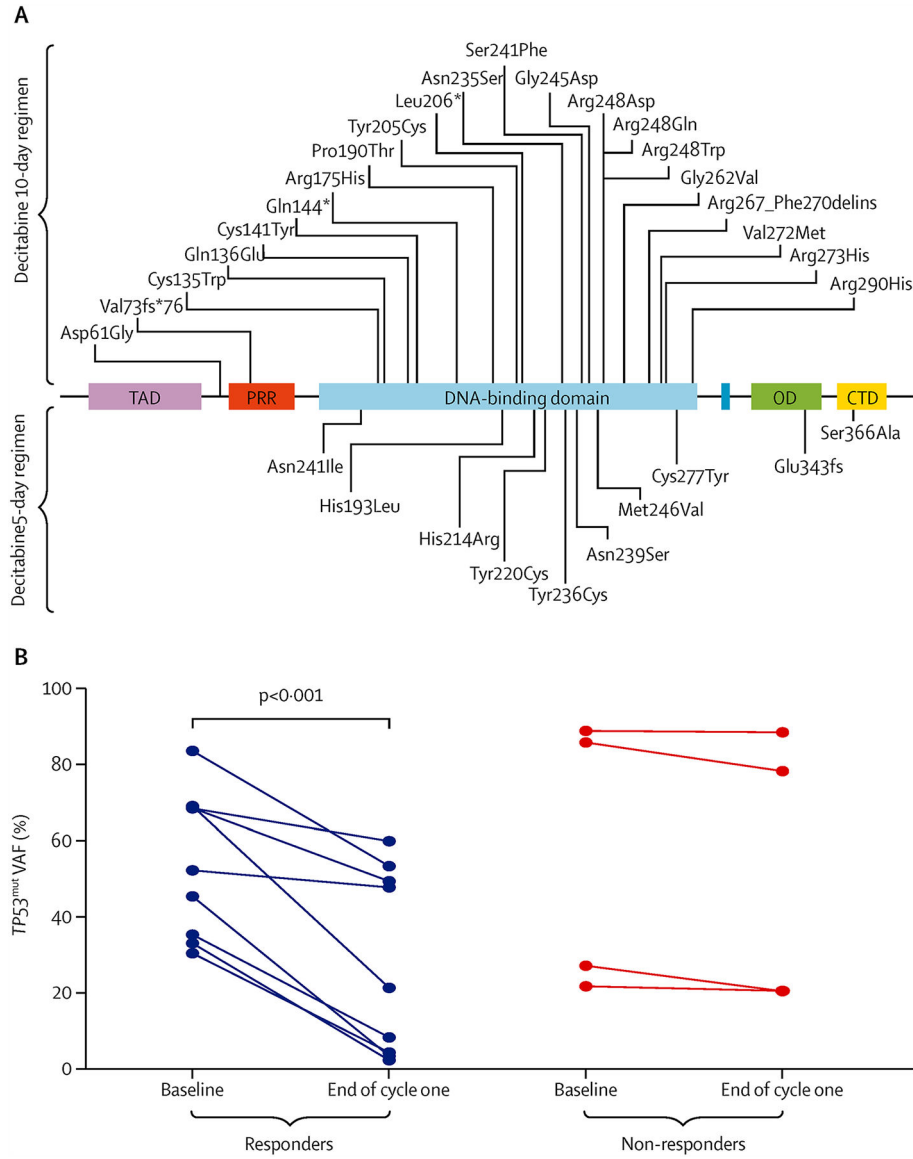 A
Decitabine 10-day regimen
Ser241Phe
Asn235Ser
Gly245Asp
Leu206*
Arg248Asp
Tyr205Cys
Arg248Gln
Pro190Thr
Arg248Trp
Arg175His
Gly262Val
Gln144*
Arg267_Phe270delins
Cys141Tyr
Val272Met
Gln136Glu
Arg273His
Cys135Trp
Arg290His
Val73fs*76
Asp61Gly
TAD
PRR
DNA-binding domain
OD
CTD
Decitabine5-day regimen
Ser366Ala
Asn241Ile
Cys277Tyr
Glu343fs
His193Leu
Met246Val
His214Arg
Asn239Ser
Tyr220Cys
Tyr236Cys
B
p<0·001
TP53mut VAF (%)
100
80
60
40
20
0
Baseline
End of cycle one
Baseline
End of cycle one
Responders
Non-responders